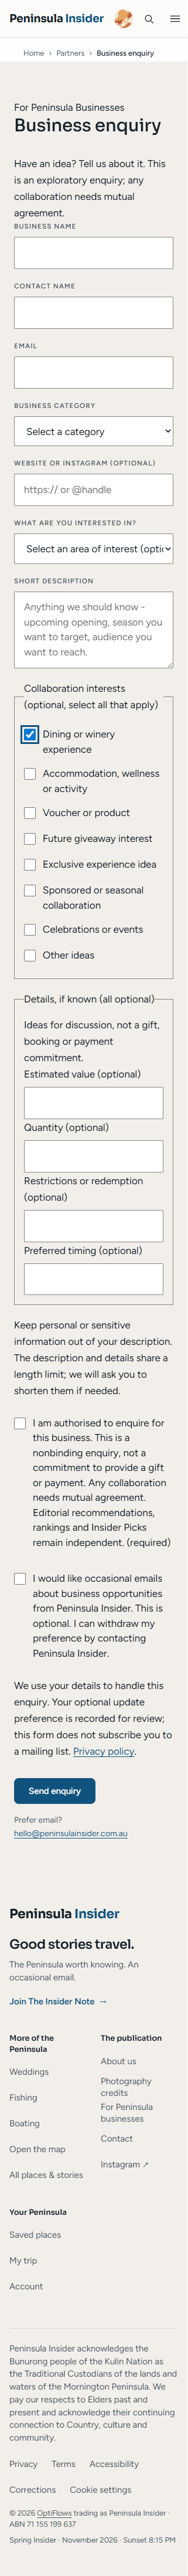 Peninsula Insider
Home › Partners › Business enquiry
For Peninsula Businesses
Business enquiry
Have an idea? Tell us about it. This
is an exploratory enquiry; any
collaboration needs mutual
agreement.
BUSINESS NAME
CONTACT NAME
EMAIL
BUSINESS CATEGORY
Select a category
WEBSITE OR INSTAGRAM (OPTIONAL)
https:// or @handle
WHAT ARE YOU INTERESTED IN?
Select an area of interest (optio
SHORT DESCRIPTION
Anything we should know -
upcoming opening, season you
want to target, audience you
want to reach.
Collaboration interests
(optional, select all that apply)
Dining or winery
experience
Accommodation, wellness
or activity
Voucher or product
Future giveaway interest
Exclusive experience idea
Sponsored or seasonal
collaboration
Celebrations or events
Other ideas
Details, if known (all optional)
Ideas for discussion, not a gift,
booking or payment
commitment.
Estimated value (optional)
Quantity (optional)
Restrictions or redemption
(optional)
Preferred timing (optional)
Keep personal or sensitive
information out of your description.
The description and details share a
length limit; we will ask you to
shorten them if needed.
I am authorised to enquire for
this business. This is a
nonbinding enquiry, not a
commitment to provide a gift
or payment. Any collaboration
needs mutual agreement.
Editorial recommendations,
rankings and Insider Picks
remain independent. (required)
I would like occasional emails
about business opportunities
from Peninsula Insider. This is
optional. I can withdraw my
preference by contacting
Peninsula Insider.
We use your details to handle this
enquiry. Your optional update
preference is recorded for review;
this form does not subscribe you to
a mailing list. Privacy policy.
Send enquiry
Prefer email?
hello@peninsulainsider.com.au
Peninsula Insider
Good stories travel.
The Peninsula worth knowing. An
occasional email.
Join The Insider Note →
More of the
Peninsula
Weddings
Fishing
Boating
Open the map
All places & stories
The publication
About us
Photography
credits
For Peninsula
businesses
Contact
Instagram ↗
Your Peninsula
Saved places
My trip
Account
Peninsula Insider acknowledges the
Bunurong people of the Kulin Nation as
the Traditional Custodians of the lands and
waters of the Mornington Peninsula. We
pay our respects to Elders past and
present and acknowledge their continuing
connection to Country, culture and
community.
Privacy Terms Accessibility
Corrections Cookie settings
© 2026 OptiFlows trading as Peninsula Insider ·
ABN 71 155 199 637
Spring Insider · November 2026 · Sunset 8:15 PM